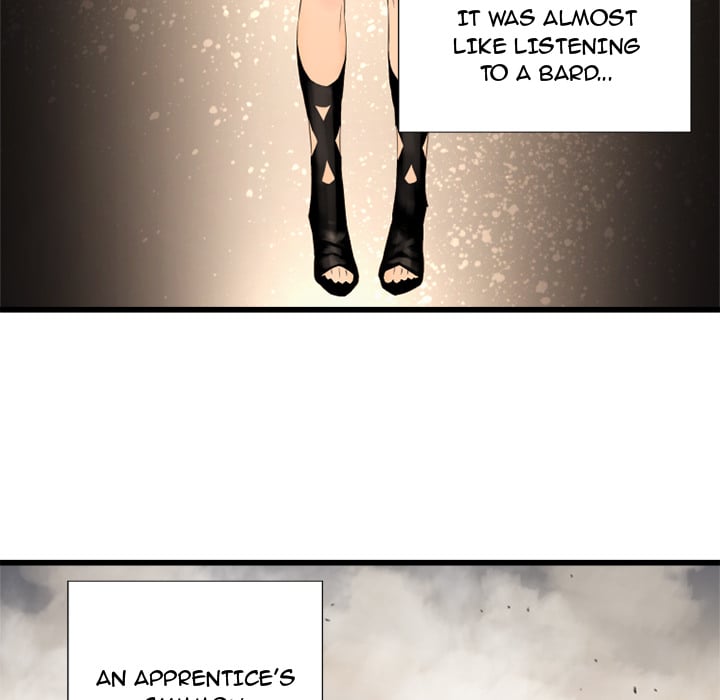 IT WAS ALMOST
LIKE LISTENING
TO A BARD...
AN APPRENTICE'S